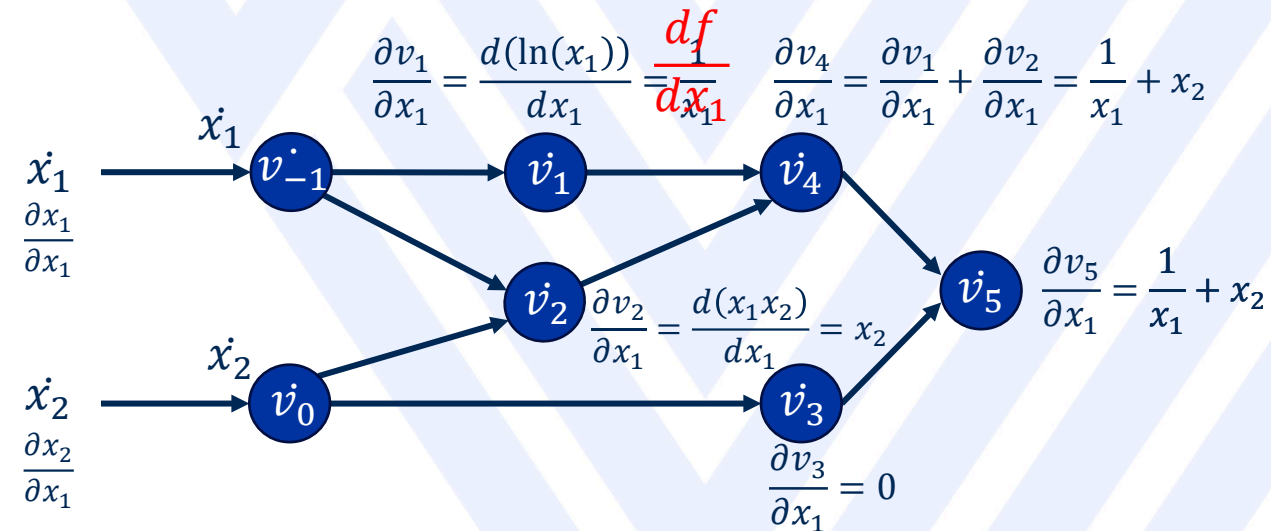 ∂v₁/∂x₁ = d(ln(x₁))/dx₁ = 1/x₁
df/dx₁
∂v₄/∂x₁ = ∂v₁/∂x₁ + ∂v₂/∂x₁ = 1/x₁ + x₂
ẋ₁
ẋ₁
∂x₁/∂x₁
v̇₋₁
v̇₁
v̇₄
v̇₂
∂v₂/∂x₁ = d(x₁x₂)/dx₁ = x₂
v̇₅
∂v₅/∂x₁ = 1/x₁ + x₂
ẋ₂
ẋ₂
∂x₂/∂x₁
v̇₀
v̇₃
∂v₃/∂x₁ = 0